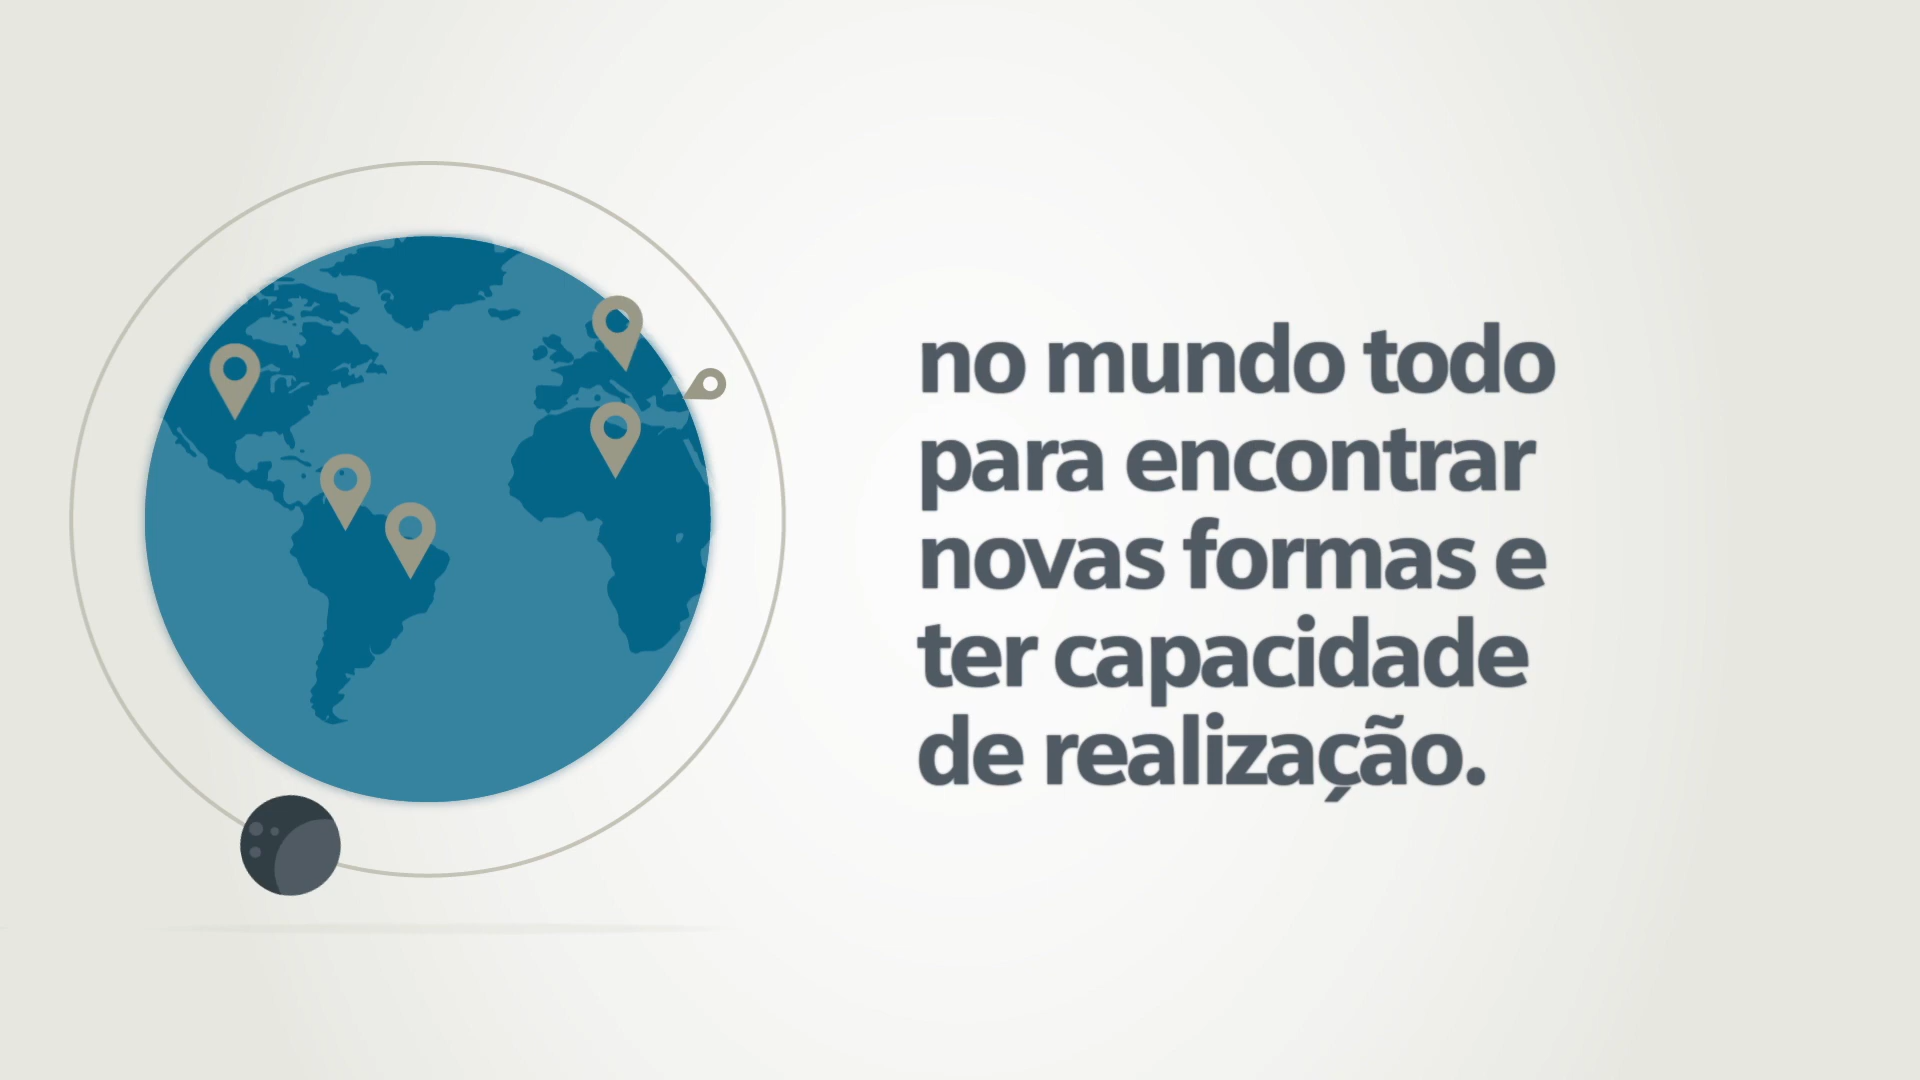 no mundo todo
para encontrar
novas formas e
ter capacidade
de realização.